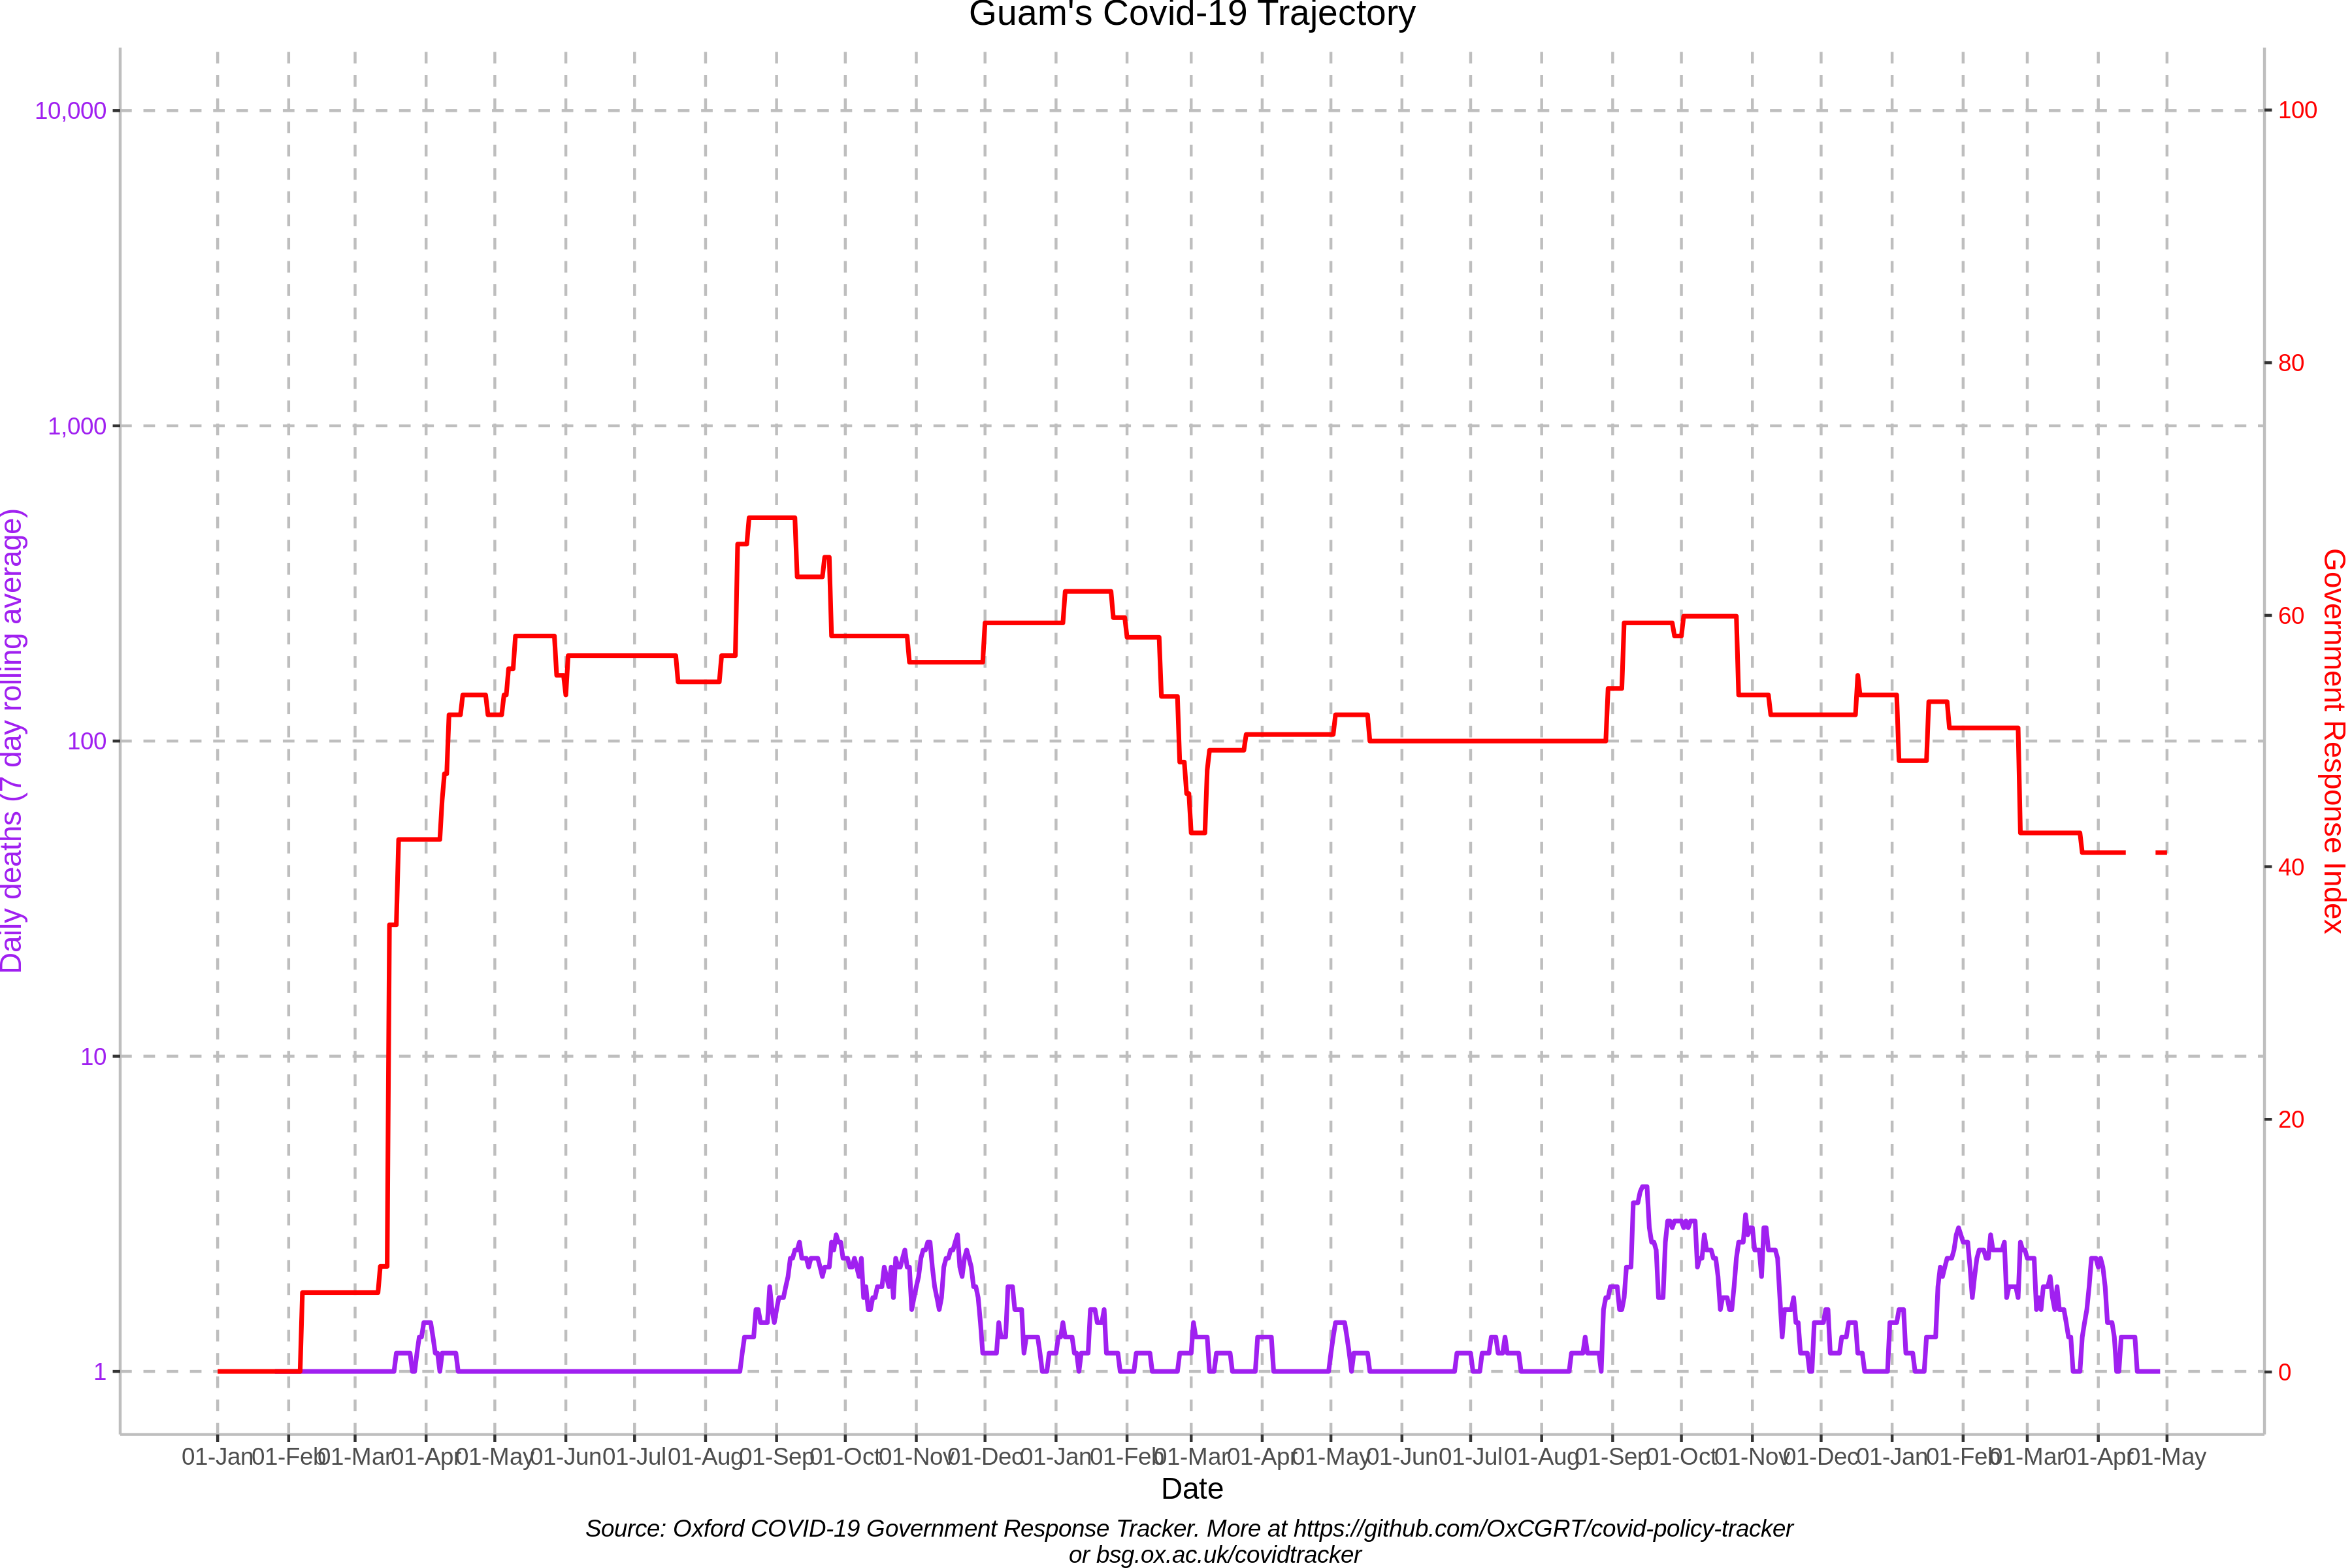 Guam's Covid-19 Trajectory
10,000
1,000
100
10
1
Daily deaths (7 day rolling average)
100
80
60
40
20
0
Government Response Index
01-Jan 01-Feb 01-Mar 01-Apr 01-May 01-Jun 01-Jul 01-Aug 01-Sep 01-Oct 01-Nov 01-Dec 01-Jan 01-Feb 01-Mar 01-Apr 01-May 01-Jun 01-Jul 01-Aug 01-Sep 01-Oct 01-Nov 01-Dec 01-Jan 01-Feb 01-Mar 01-Apr 01-May
Date
Source: Oxford COVID-19 Government Response Tracker. More at https://github.com/OxCGRT/covid-policy-tracker
or bsg.ox.ac.uk/covidtracker